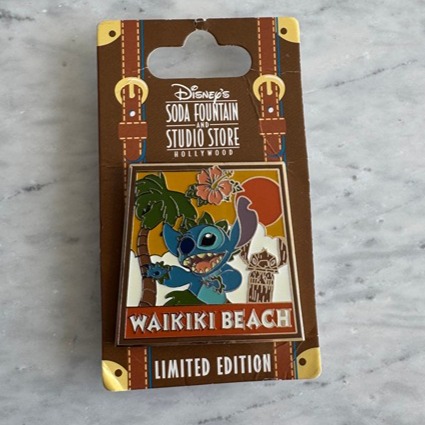 Disney's
SODA FOUNTAIN
AND
STUDIO STORE
HOLLYWOOD
WAIKIKI BEACH
LIMITED EDITION